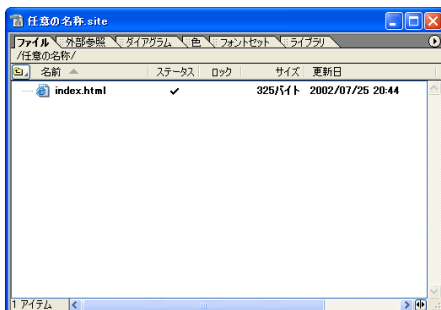 任意の名称.site
ファイル 外部参照 ダイアグラム 色 フォントセット ライブラリ
/任意の名称/
名前 ステータス ロック サイズ 更新日
index.html ✔ 325バイト 2002/07/25 20:44
1 アイテム